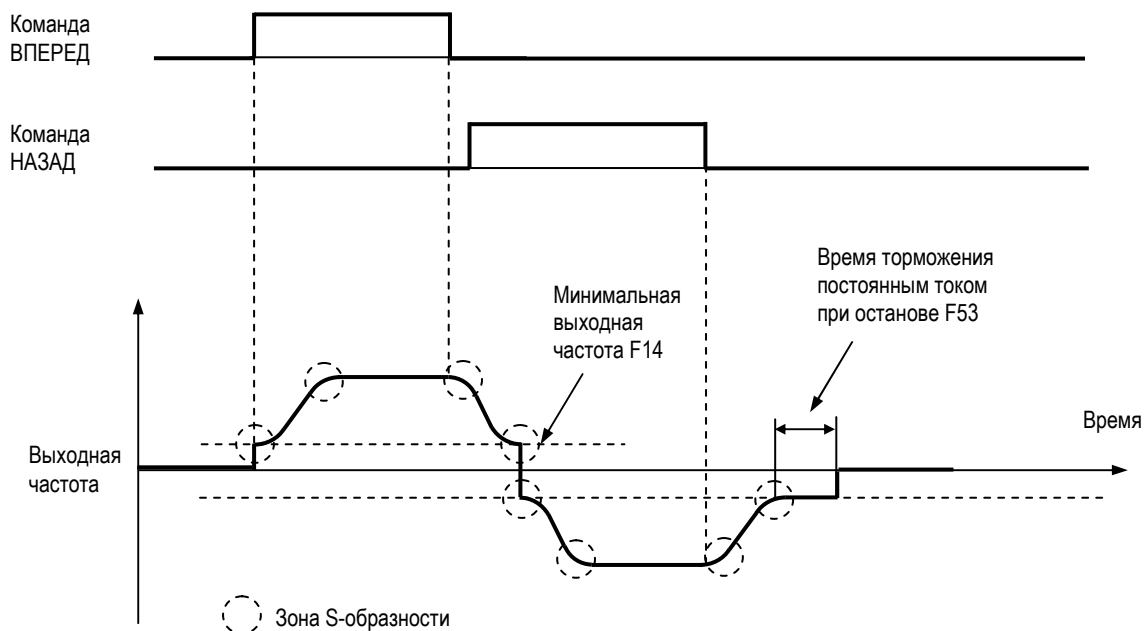 Команда
ВПЕРЕД
Команда
НАЗАД
Время торможения
постоянным током
при останове F53
Минимальная
выходная
частота F14
Время
Выходная
частота
Зона S-образности